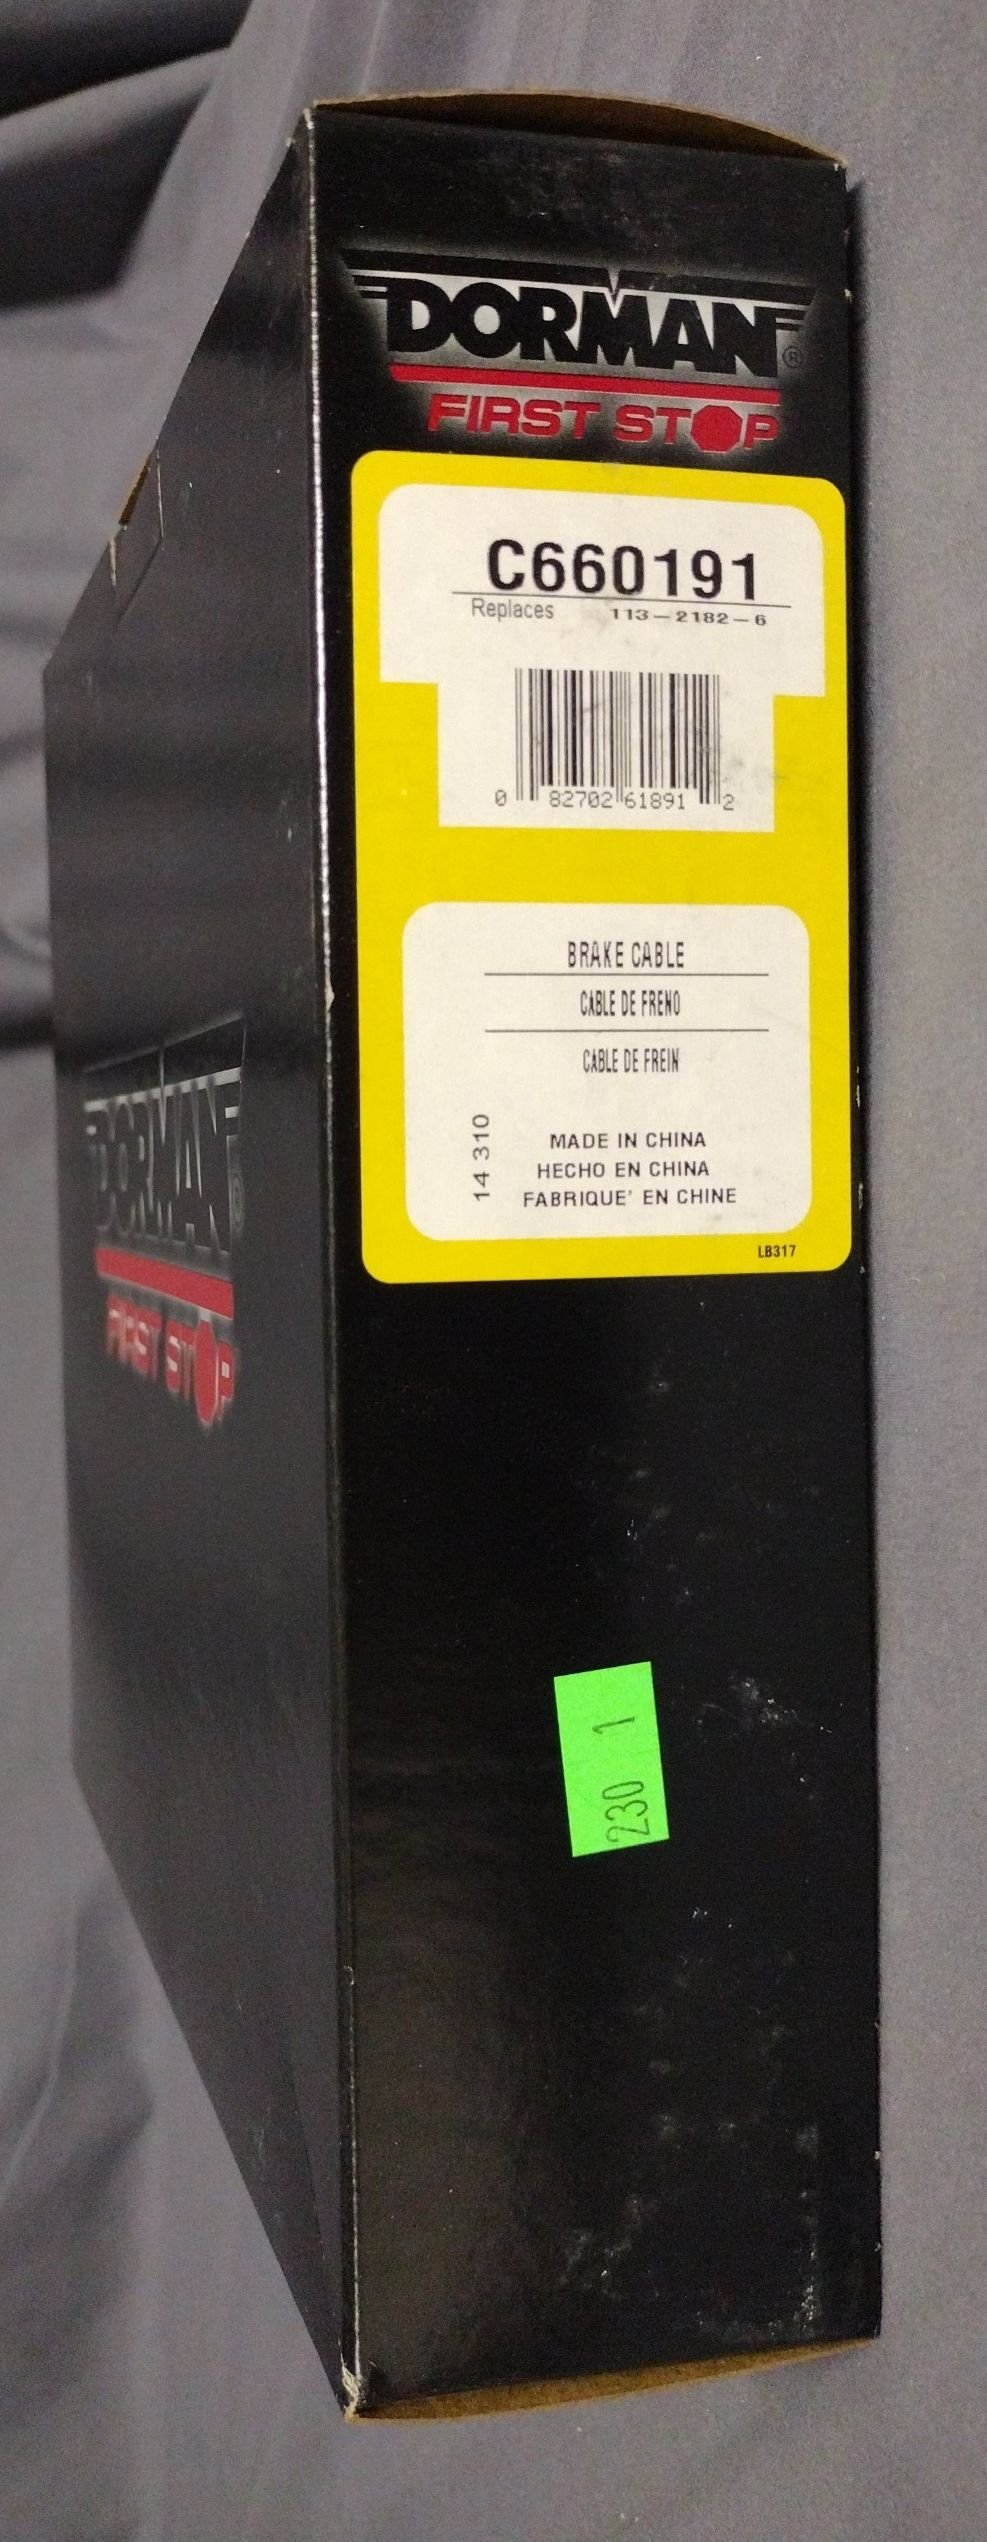 DORMAN®
FIRST STOP
C660191
Replaces 113-2182-6
0 82702 61891 2
BRAKE CABLE
CABLE DE FRENO
CABLE DE FREIN
14 310
MADE IN CHINA
HECHO EN CHINA
FABRIQUE' EN CHINE
LB317
230 1
DORMAN®
FIRST STOP